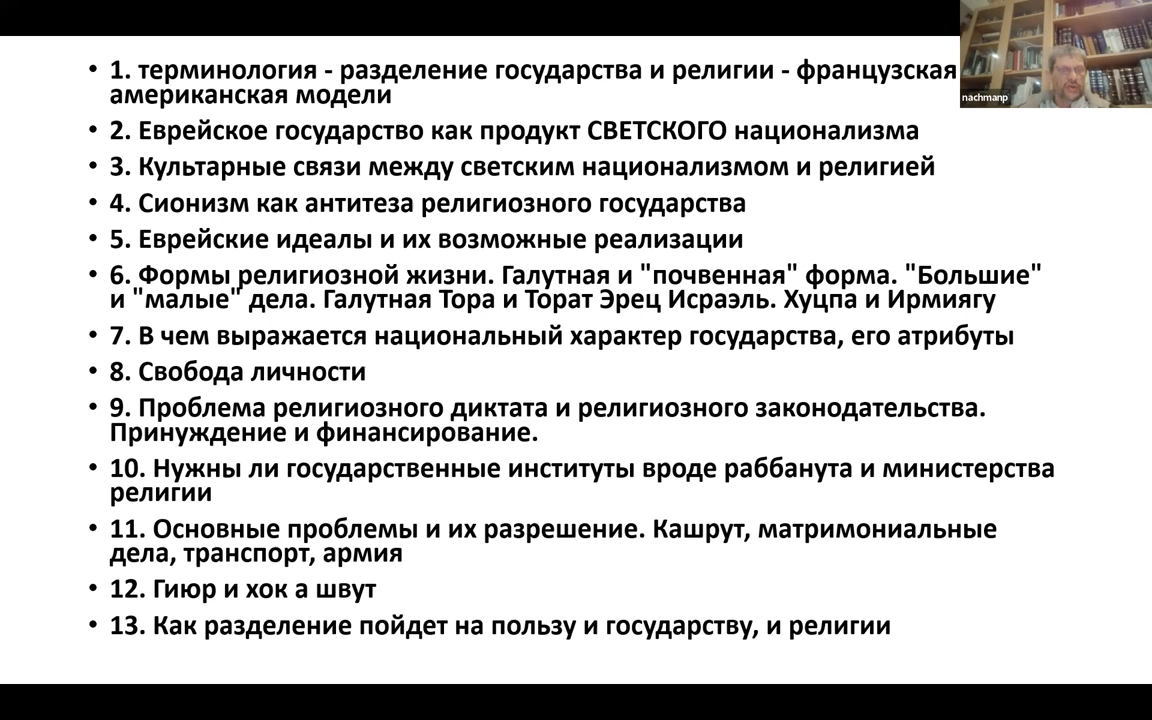 • 1. терминология - разделение государства и религии - французская
американская модели
• 2. Еврейское государство как продукт СВЕТСКОГО национализма
• 3. Культарные связи между светским национализмом и религией
• 4. Сионизм как антитеза религиозного государства
• 5. Еврейские идеалы и их возможные реализации
• 6. Формы религиозной жизни. Галутная и "почвенная" форма. "Большие"
и "малые" дела. Галутная Тора и Торат Эрец Исраэль. Хуцпа и Ирмиягу
• 7. В чем выражается национальный характер государства, его атрибуты
• 8. Свобода личности
• 9. Проблема религиозного диктата и религиозного законодательства.
Принуждение и финансирование.
• 10. Нужны ли государственные институты вроде раббанута и министерства
религии
• 11. Основные проблемы и их разрешение. Кашрут, матримониальные
дела, транспорт, армия
• 12. Гиюр и хок а швут
• 13. Как разделение пойдет на пользу и государству, и религии
nachmanp